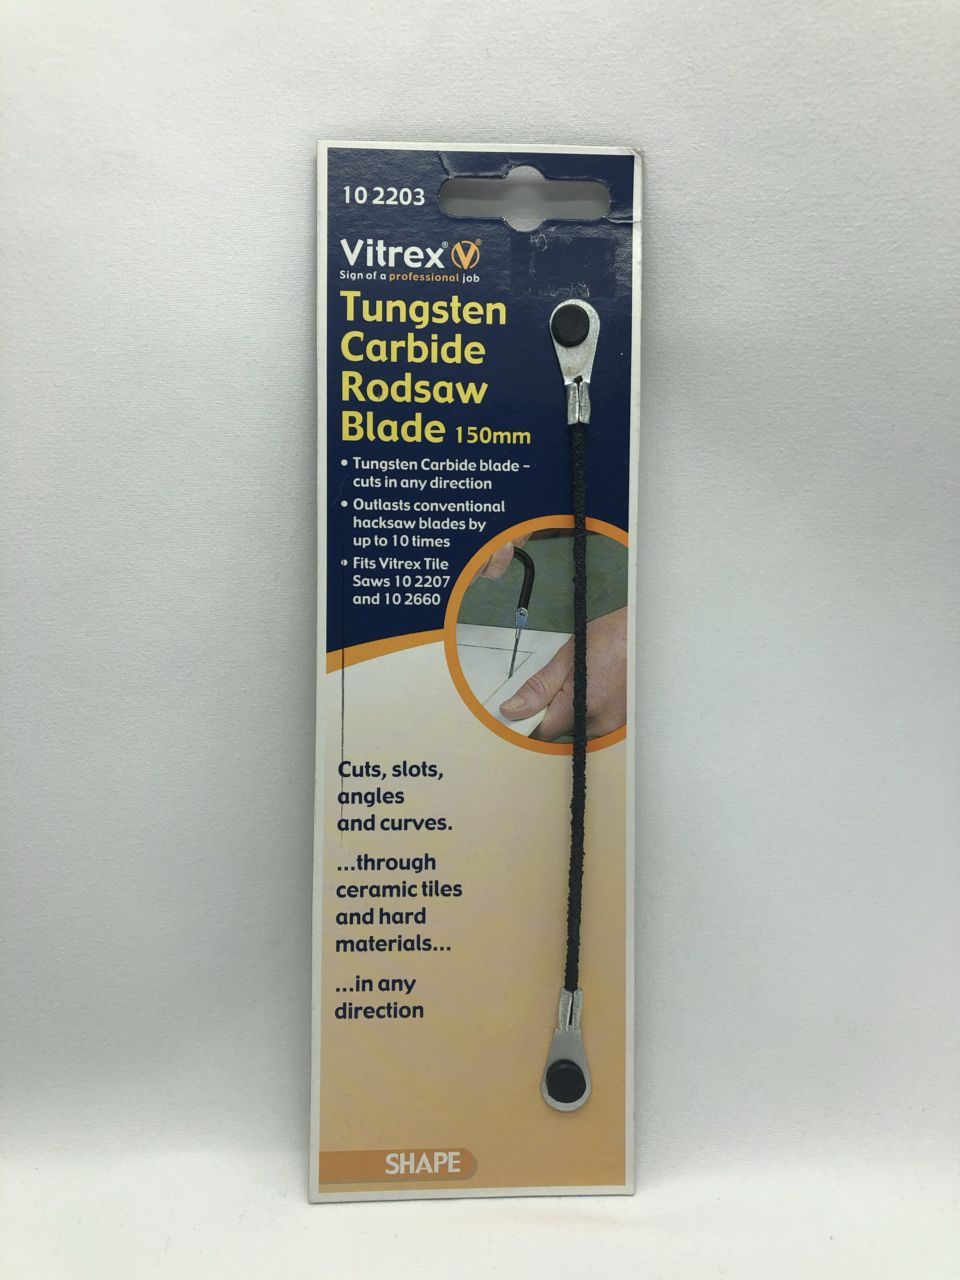 10 2203
Vitrex® V®
Sign of a professional job
Tungsten
Carbide
Rodsaw
Blade 150mm
• Tungsten Carbide blade –
cuts in any direction
• Outlasts conventional
hacksaw blades by
up to 10 times
• Fits Vitrex Tile
Saws 10 2207
and 10 2660
Cuts, slots,
angles
and curves.
...through
ceramic tiles
and hard
materials...
...in any
direction
SHAPE